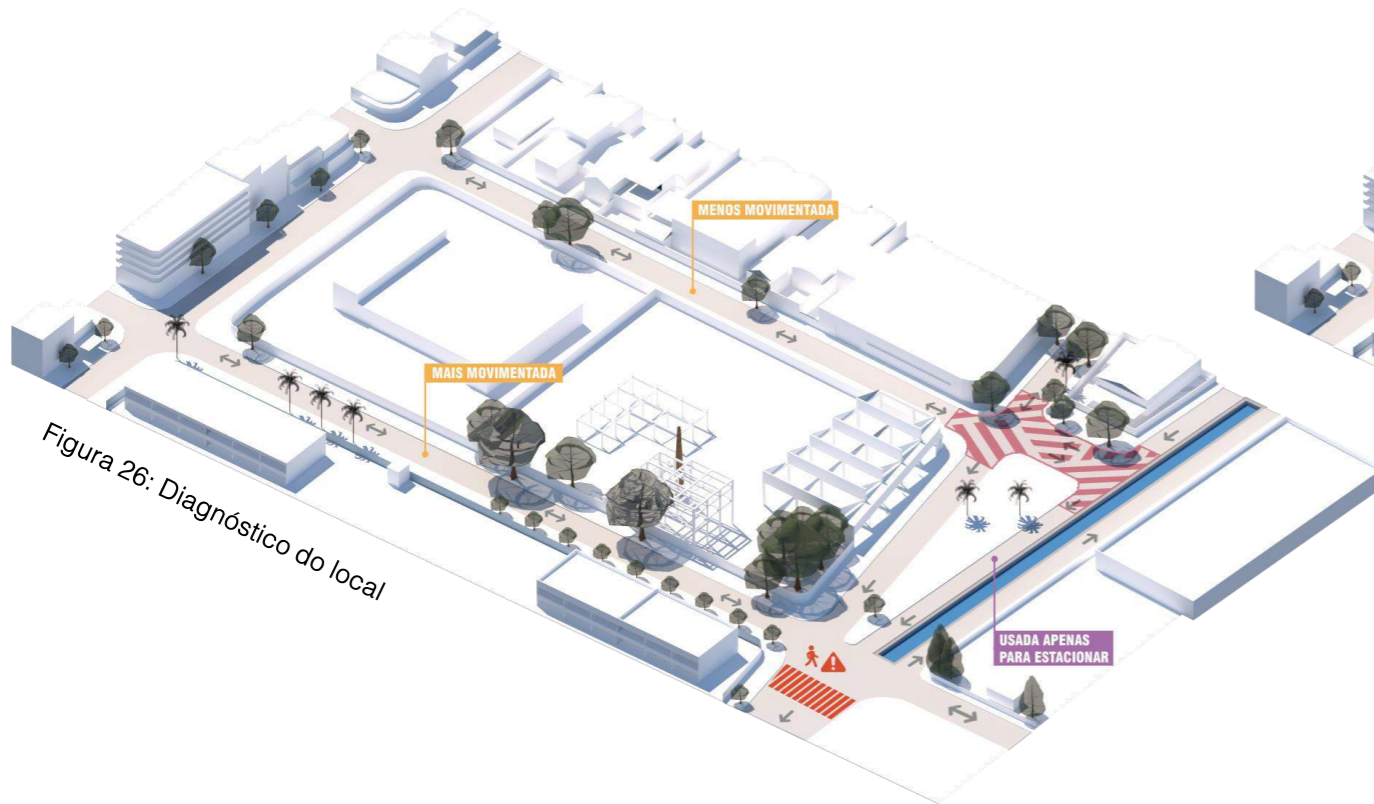 MENOS MOVIMENTADA
MAIS MOVIMENTADA
Figura 26: Diagnóstico do local
USADA APENAS
PARA ESTACIONAR